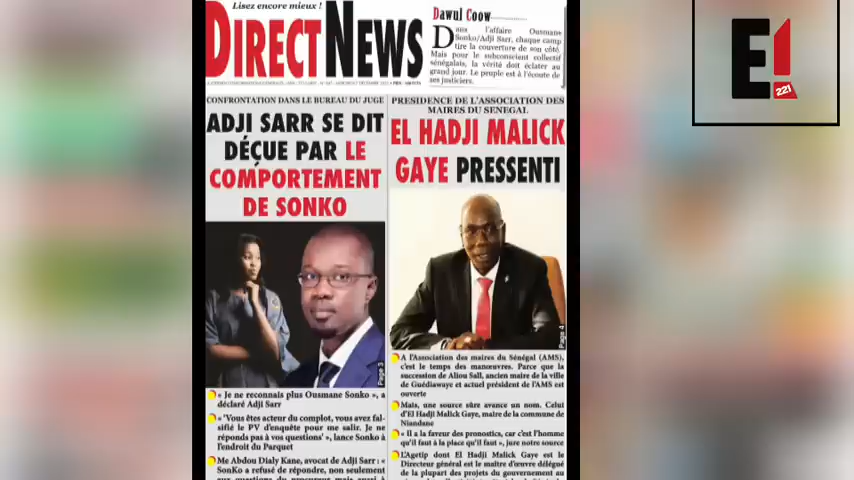 Lisez encore mieux !
DIRECTNEWS
Dawul Coow
Dans l'affaire Ousmane
Sonko/Adji Sarr, chaque camp
tire la couverture de son côté.
Mais pour le subconscient collectif
sénégalais, la vérité doit éclater au
grand jour. Le peuple est à l'écoute de
ses justiciers.
E1
221
CONFRONTATION DANS LE BUREAU DU JUGE
ADJI SARR SE DIT
DÉÇUE PAR LE
COMPORTEMENT
DE SONKO
Page 3
« Je ne reconnais plus Ousmane Sonko », a
déclaré Adji Sarr
« 'Vous êtes acteur du complot, vous avez fal-
sifié le PV d'enquête pour me salir. Je ne
réponds pas à vos questions' », lance Sonko à
l'endroit du Parquet
Me Abdou Dialy Kane, avocat de Adji Sarr : «
SonKo a refusé de répondre, non seulement
PRESIDENCE DE L'ASSOCIATION DES
MAIRES DU SENEGAL
EL HADJI MALICK
GAYE PRESSENTI
Page 4
A l'Association des maires du Sénégal (AMS),
c'est le temps des manœuvres. Parce que la
succession de Aliou Sall, ancien maire de la ville
de Guédiawaye et actuel président de l'AMS est
ouverte
Mais, une source sûre avance un nom. Celui
d'El Hadji Malick Gaye, maire de la commune de
Niandane
« Il a la faveur des pronostics, car c'est l'homme
qu'il faut à la place qu'il faut », jure notre source
L'Agetip dont El Hadji Malick Gaye est le
Directeur général est le maître d'œuvre délégué
de la plupart des projets du gouvernement au